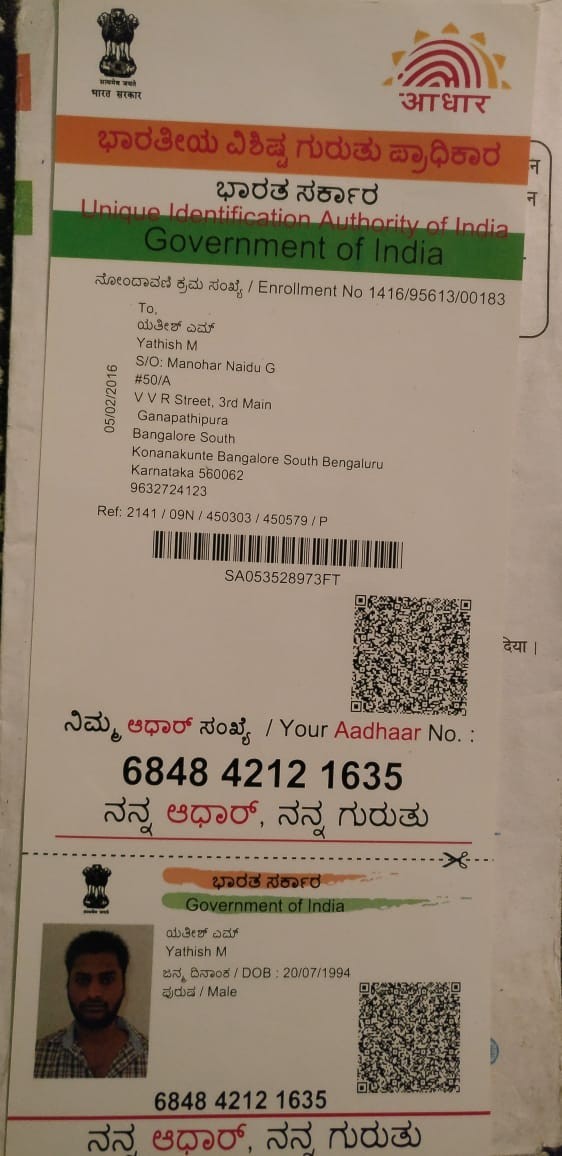 सत्यमेव जयते
भारत सरकार
आधार
ಭಾರತೀಯ ವಿಶಿಷ್ಟ ಗುರುತು ಪ್ರಾಧಿಕಾರ
ಭಾರತ ಸರ್ಕಾರ
Unique Identification Authority of India
Government of India
ನೋಂದಾವಣಿ ಕ್ರಮ ಸಂಖ್ಯೆ / Enrollment No 1416/95613/00183
To,
ಯತೀಶ್ ಎಮ್
Yathish M
S/O: Manohar Naidu G
#50/A
V V R Street, 3rd Main
Ganapathipura
Bangalore South
Konanakunte Bangalore South Bengaluru
Karnataka 560062
9632724123
05/02/2016
Ref: 2141 / 09N / 450303 / 450579 / P
SA053528973FT
ನಿಮ್ಮ ಆಧಾರ್ ಸಂಖ್ಯೆ / Your Aadhaar No. :
6848 4212 1635
ನನ್ನ ಆಧಾರ್, ನನ್ನ ಗುರುತು
ಭಾರತ ಸರ್ಕಾರ
Government of India
ಯತೀಶ್ ಎಮ್
Yathish M
ಜನ್ಮ ದಿನಾಂಕ / DOB : 20/07/1994
ಪುರುಷ / Male
6848 4212 1635
ನನ್ನ ಆಧಾರ್, ನನ್ನ ಗುರುತು